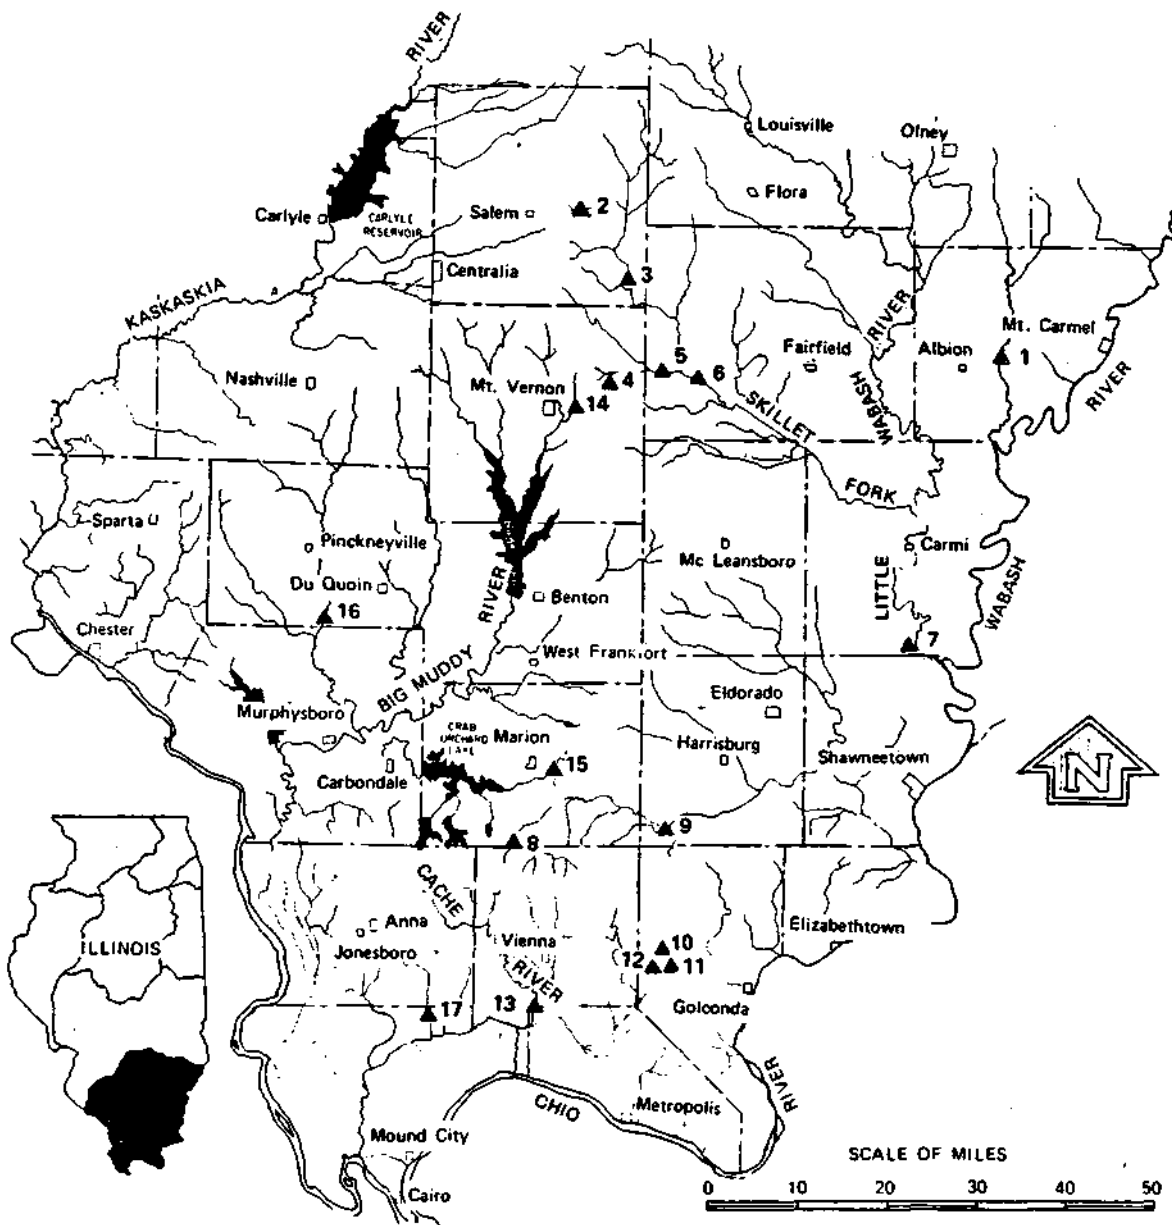 RIVER
Louisville
Olney
Flora
Carlyle
CARLYLE
RESERVOIR
Salem
2
Centralia
3
KASKASKIA
RIVER
Mt. Carmel
Nashville
Mt. Vernon
4
14
5
6
Fairfield
Albion
1
RIVER
SKILLET
WABASH
FORK
Sparta
Pinckneyville
Mc Leansboro
Carmi
Du Quoin
RIVER
Benton
LITTLE
WABASH
16
Chester
West Frankfort
7
BIG MUDDY
Eldorado
Murphysboro
CRAB
ORCHARD
LAKE
Marion
Harrisburg
Shawneetown
N
Carbondale
15
9
8
CACHE
Anna
Jonesboro
Vienna
Elizabethtown
ILLINOIS
10
12
11
RIVER
Golconda
17
13
RIVER
OHIO
Metropolis
Mound City
Cairo
SCALE OF MILES
0 10 20 30 40 50